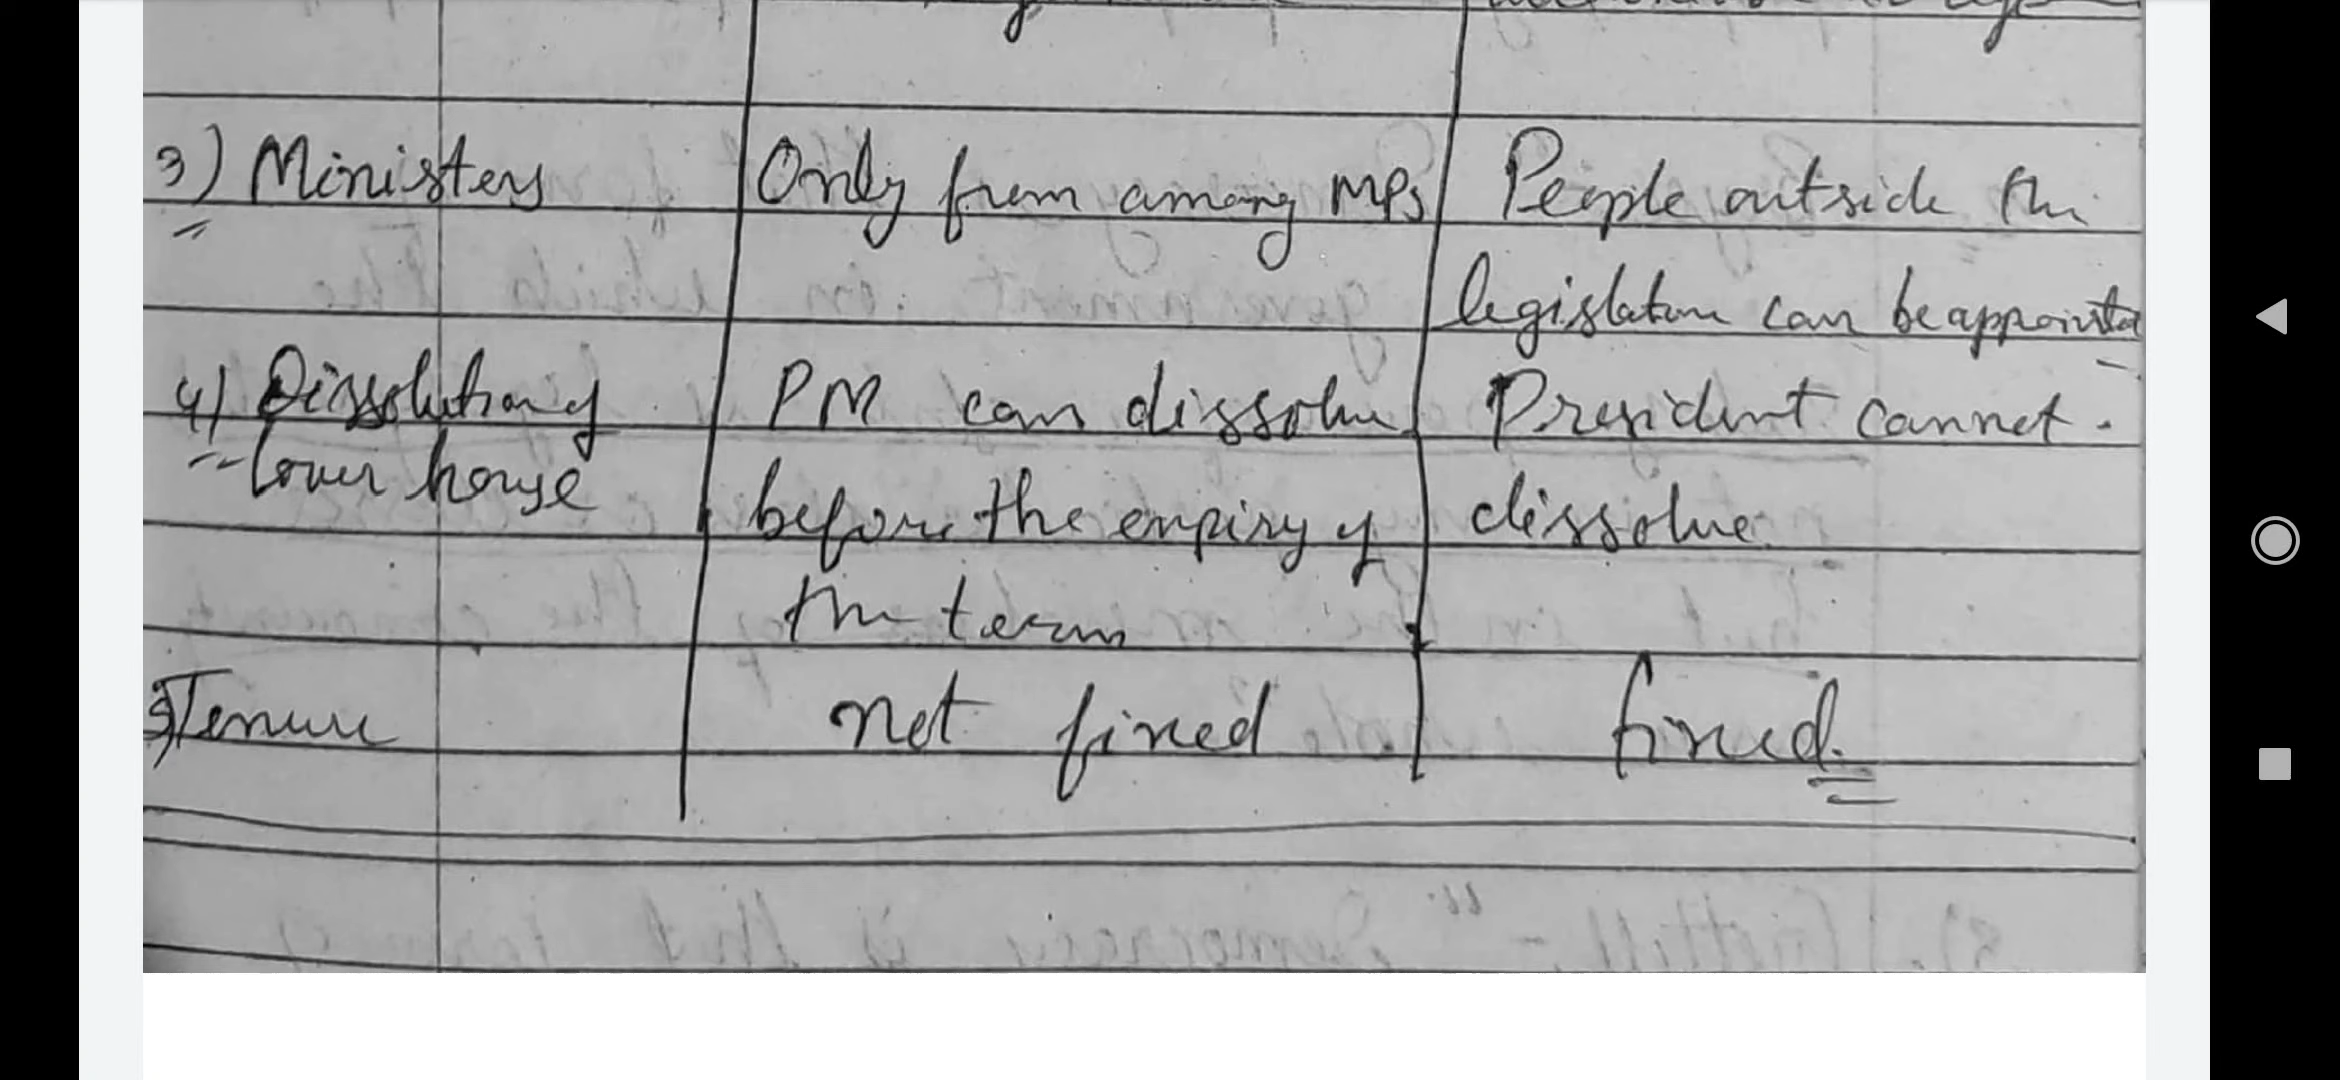 3) Ministers Only from among MPs People outside the
legislature can be appointed
4) Dissolution of PM can dissolve President cannot.
lower house before the expiry of dissolve.
the term
5) Tenure not fixed fixed.